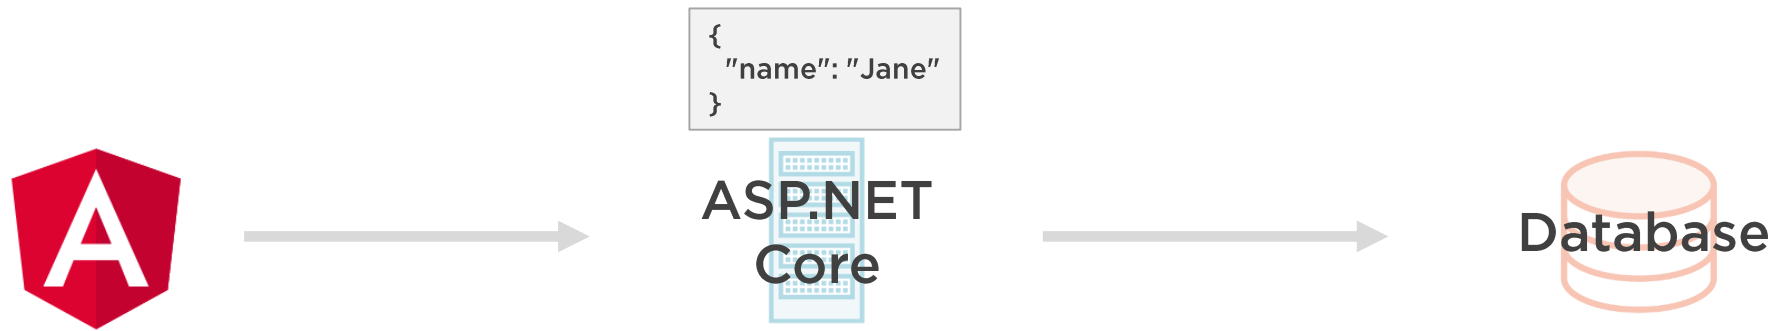 {
"name": "Jane"
}
A
ASP.NET
Core
Database